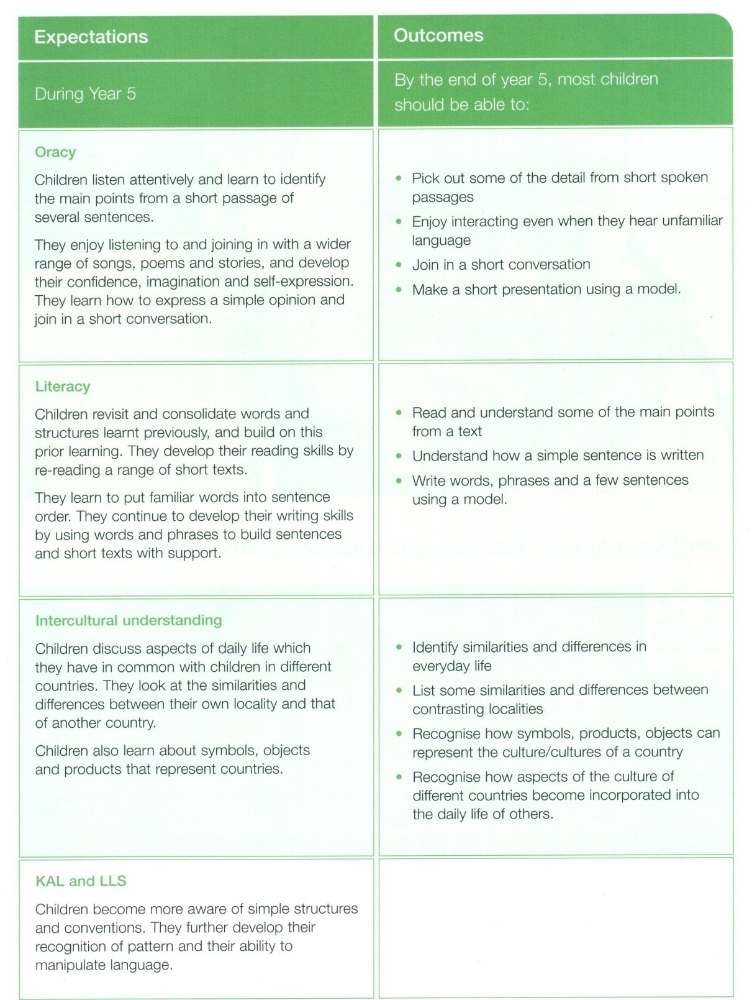 Expectations
Outcomes
During Year 5
By the end of year 5, most children
should be able to:
Oracy
Children listen attentively and learn to identify
the main points from a short passage of
several sentences.
They enjoy listening to and joining in with a wider
range of songs, poems and stories, and develop
their confidence, imagination and self-expression.
They learn how to express a simple opinion and
join in a short conversation.
• Pick out some of the detail from short spoken
passages
• Enjoy interacting even when they hear unfamiliar
language
• Join in a short conversation
• Make a short presentation using a model.
Literacy
Children revisit and consolidate words and
structures learnt previously, and build on this
prior learning. They develop their reading skills by
re-reading a range of short texts.
They learn to put familiar words into sentence
order. They continue to develop their writing skills
by using words and phrases to build sentences
and short texts with support.
• Read and understand some of the main points
from a text
• Understand how a simple sentence is written
• Write words, phrases and a few sentences
using a model.
Intercultural understanding
Children discuss aspects of daily life which
they have in common with children in different
countries. They look at the similarities and
differences between their own locality and that
of another country.
Children also learn about symbols, objects
and products that represent countries.
• Identify similarities and differences in
everyday life
• List some similarities and differences between
contrasting localities
• Recognise how symbols, products, objects can
represent the culture/cultures of a country
• Recognise how aspects of the culture of
different countries become incorporated into
the daily life of others.
KAL and LLS
Children become more aware of simple structures
and conventions. They further develop their
recognition of pattern and their ability to
manipulate language.